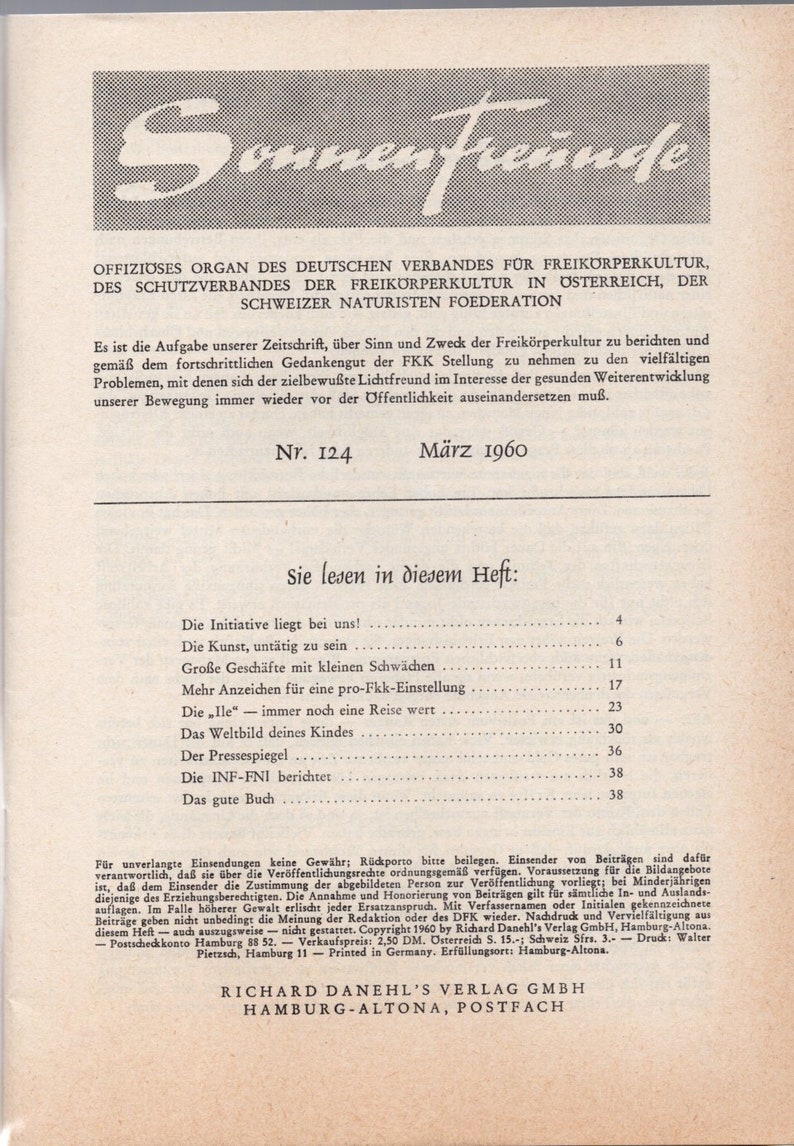 Sonnenfreunde
OFFIZIÖSES ORGAN DES DEUTSCHEN VERBANDES FÜR FREIKÖRPERKULTUR,
DES SCHUTZVERBANDES DER FREIKÖRPERKULTUR IN ÖSTERREICH, DER
SCHWEIZER NATURISTEN FOEDERATION
Es ist die Aufgabe unserer Zeitschrift, über Sinn und Zweck der Freikörperkultur zu berichten und
gemäß dem fortschrittlichen Gedankengut der FKK Stellung zu nehmen zu den vielfältigen
Problemen, mit denen sich der zielbewußte Lichtfreund im Interesse der gesunden Weiterentwicklung
unserer Bewegung immer wieder vor der Öffentlichkeit auseinandersetzen muß.
Nr. 124 März 1960
Sie lesen in diesem Heft:
Die Initiative liegt bei uns! .............................. 4
Die Kunst, untätig zu sein ................................. 6
Große Geschäfte mit kleinen Schwächen ..................... 11
Mehr Anzeichen für eine pro-Fkk-Einstellung ................. 17
Die „Ile“ — immer noch eine Reise wert ..................... 23
Das Weltbild deines Kindes ................................ 30
Der Pressespiegel ........................................ 36
Die INF-FNI berichtet .................................. 38
Das gute Buch .......................................... 38
Für unverlangte Einsendungen keine Gewähr; Rückporto bitte beilegen. Einsender von Beiträgen sind dafür
verantwortlich, daß sie über die Veröffentlichungsrechte ordnungsgemäß verfügen. Voraussetzung für die Bildangebote
ist, daß dem Einsender die Zustimmung der abgebildeten Person zur Veröffentlichung vorliegt; bei Minderjährigen
diejenige des Erziehungsberechtigten. Die Annahme und Honorierung von Beiträgen gilt für sämtliche In- und Auslands-
auflagen. Im Falle höherer Gewalt erlischt jeder Ersatzanspruch. Mit Verfassernamen oder Initialen gekennzeichnete
Beiträge geben nicht unbedingt die Meinung der Redaktion oder des DFK wieder. Nachdruck und Vervielfältigung aus
diesem Heft — auch auszugsweise — nicht gestattet. Copyright 1960 by Richard Danehl's Verlag GmbH, Hamburg-Altona.
— Postscheckkonto Hamburg 88 52. — Verkaufspreis: 2,50 DM. Österreich S. 15.-; Schweiz Sfrs. 3.- — Druck: Walter
Pietzsch, Hamburg 11 — Printed in Germany. Erfüllungsort: Hamburg-Altona.
RICHARD DANEHL'S VERLAG GMBH
HAMBURG-ALTONA, POSTFACH